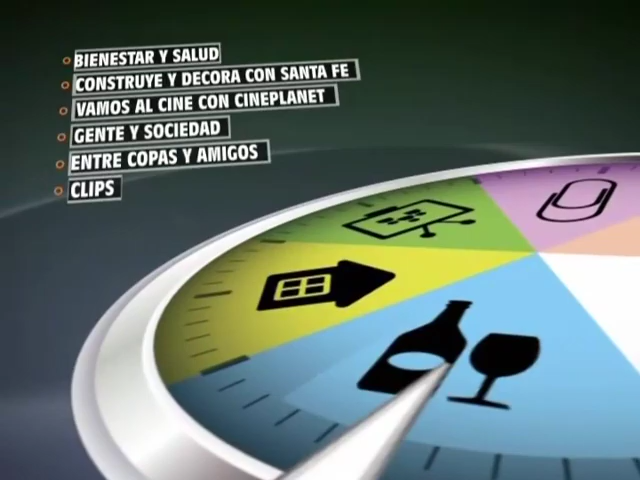 BIENESTAR Y SALUD
CONSTRUYE Y DECORA CON SANTA FE
VAMOS AL CINE CON CINEPLANET
GENTE Y SOCIEDAD
ENTRE COPAS Y AMIGOS
CLIPS